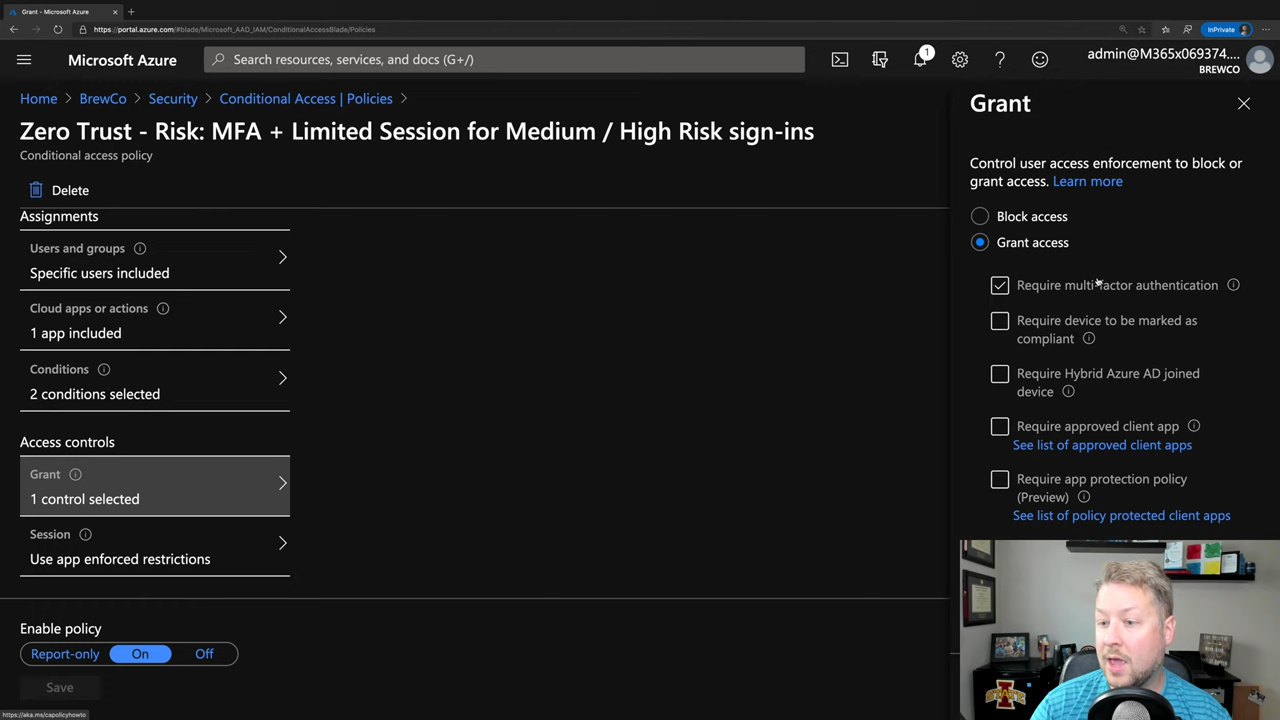 Grant - Microsoft Azure
https://portal.azure.com/#blade/Microsoft_AAD_IAM/ConditionalAccessBlade/Policies
InPrivate
Microsoft Azure
Search resources, services, and docs (G+/)
1
admin@M365x069374....
BREWCO
Home > BrewCo > Security > Conditional Access | Policies >
Zero Trust - Risk: MFA + Limited Session for Medium / High Risk sign-ins
Conditional access policy
Delete
Assignments
Users and groups
Specific users included
Cloud apps or actions
1 app included
Conditions
2 conditions selected
Access controls
Grant
1 control selected
Session
Use app enforced restrictions
Enable policy
Report-only On Off
Save
https://aka.ms/capolicyhowto
Grant
Control user access enforcement to block or
grant access. Learn more
Block access
Grant access
Require multi-factor authentication
Require device to be marked as
compliant
Require Hybrid Azure AD joined
device
Require approved client app
See list of approved client apps
Require app protection policy
(Preview)
See list of policy protected client apps
STATE